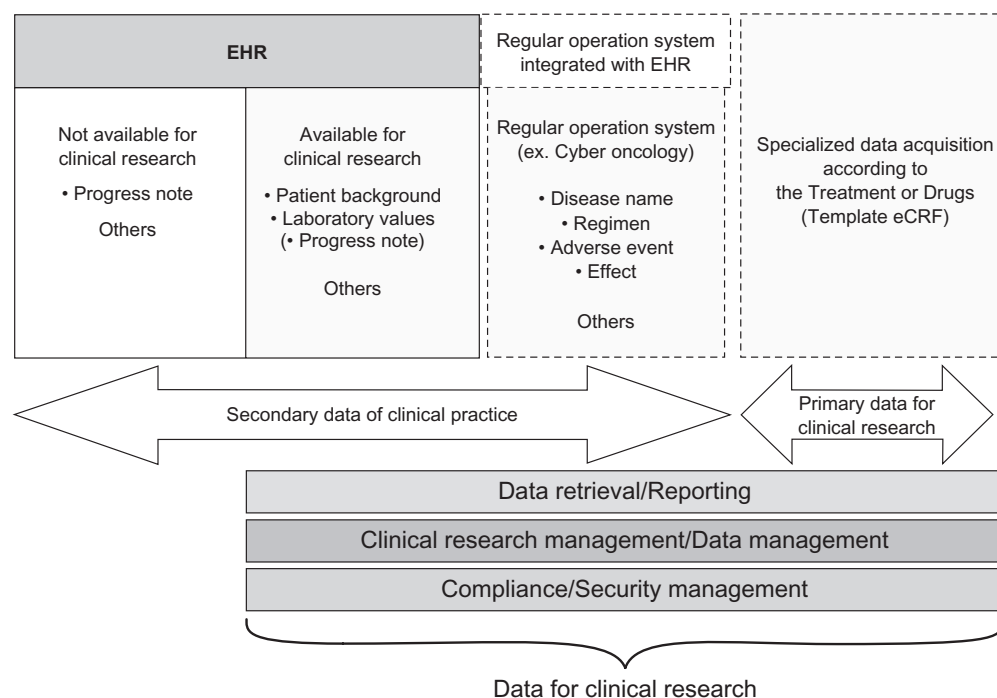 EHR
Regular operation system
integrated with EHR
Not available for
clinical research
• Progress note
Others
Available for
clinical research
• Patient background
• Laboratory values
(• Progress note)
Others
Regular operation system
(ex. Cyber oncology)
• Disease name
• Regimen
• Adverse event
• Effect
Others
Specialized data acquisition
according to
the Treatment or Drugs
(Template eCRF)
Secondary data of clinical practice
Primary data for
clinical research
Data retrieval/Reporting
Clinical research management/Data management
Compliance/Security management
Data for clinical research